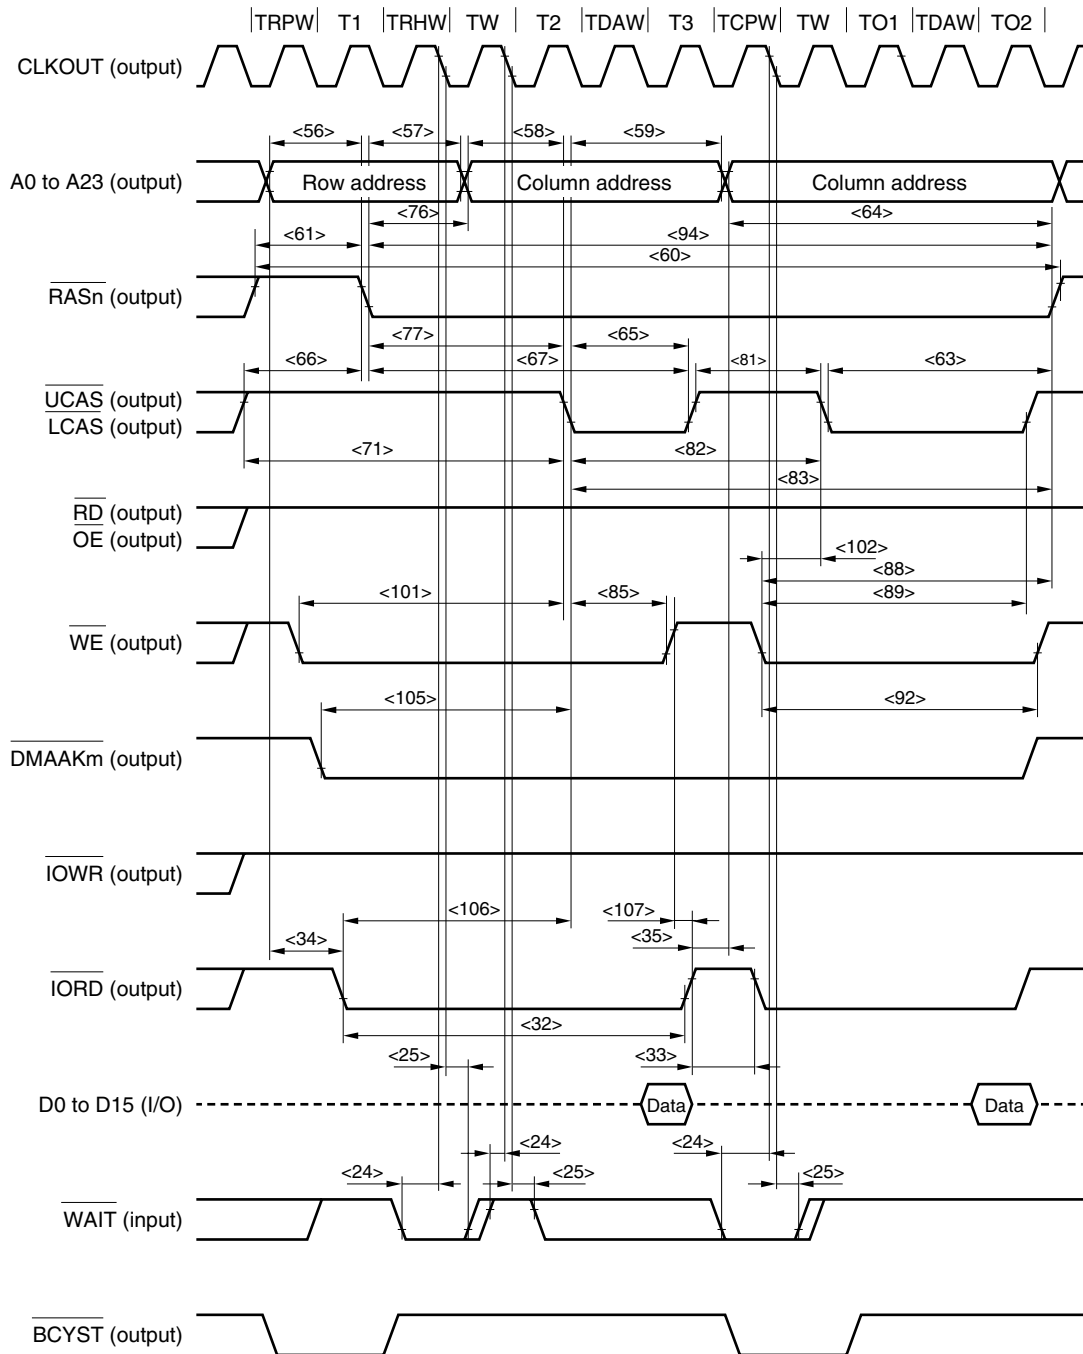 TRPW T1 TRHW TW T2 TDAW T3 TCPW TW TO1 TDAW TO2
CLKOUT (output)
<56> <57> <58> <59>
A0 to A23 (output) Row address Column address Column address
<76> <64>
<61> <94>
<60>
RASn (output)
<77> <65>
<66> <67> <81> <63>
UCAS (output)
LCAS (output)
<71> <82>
<83>
RD (output)
OE (output)
<102>
<88>
<101> <85> <89>
WE (output)
<105> <92>
DMAAKm (output)
IOWR (output)
<106> <107>
<34> <35>
IORD (output)
<32>
<25> <33>
D0 to D15 (I/O) Data Data
<24> <24>
<24> <25> <25>
WAIT (input)
BCYST (output)